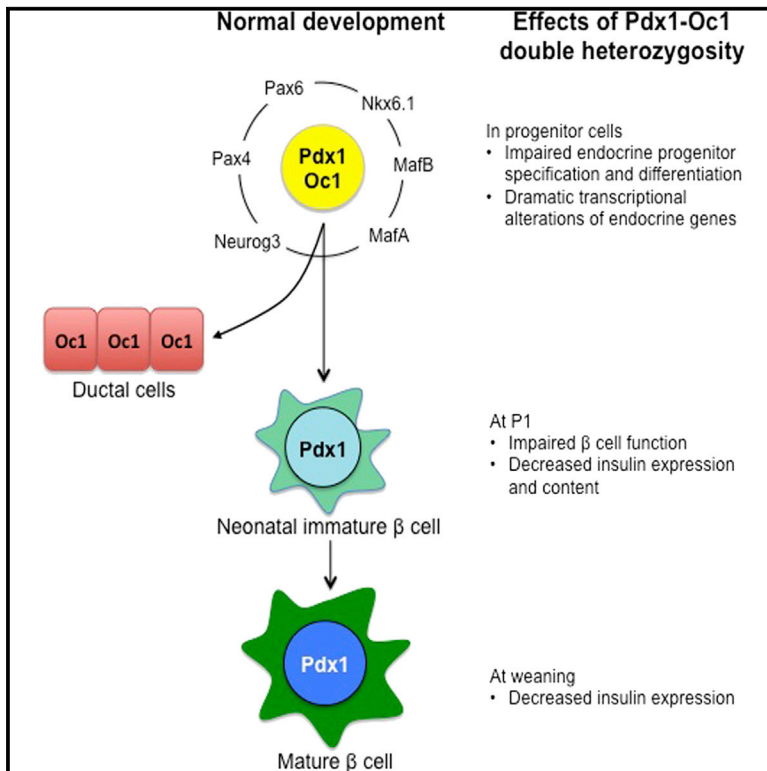 Normal development
Effects of Pdx1-Oc1
double heterozygosity
Pax6
Nkx6.1
Pax4
Pdx1
Oc1
MafB
Neurog3
MafA
In progenitor cells
• Impaired endocrine progenitor
specification and differentiation
• Dramatic transcriptional
alterations of endocrine genes
Oc1 Oc1 Oc1
Ductal cells
Pdx1
Neonatal immature β cell
At P1
• Impaired β cell function
• Decreased insulin expression
and content
Pdx1
Mature β cell
At weaning
• Decreased insulin expression